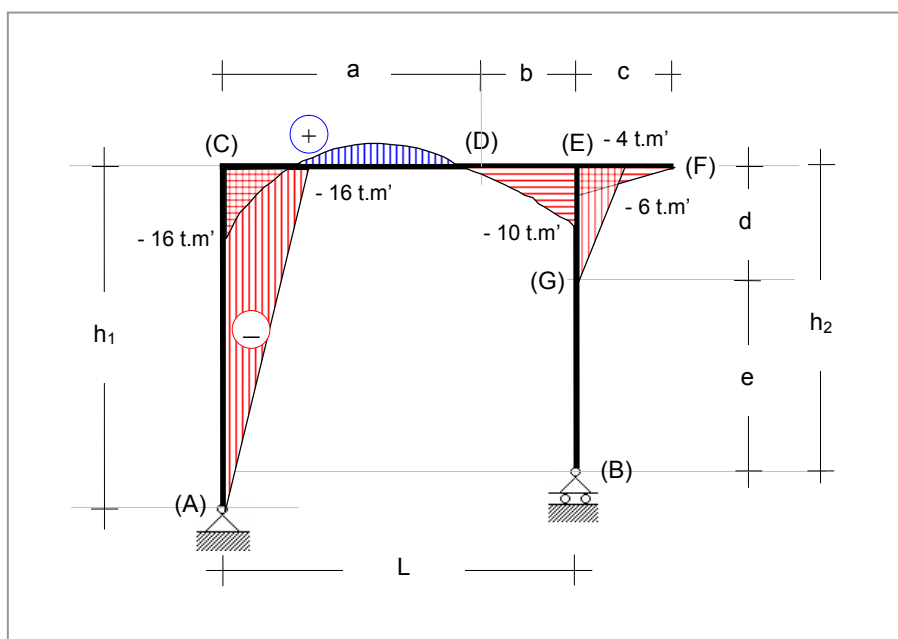 a
b
c
(C)
+
(D)
(E)
- 4 t.m’
(F)
- 16 t.m’
- 6 t.m’
- 16 t.m’
- 10 t.m’
d
(G)
h1
–
h2
e
(A)
(B)
L